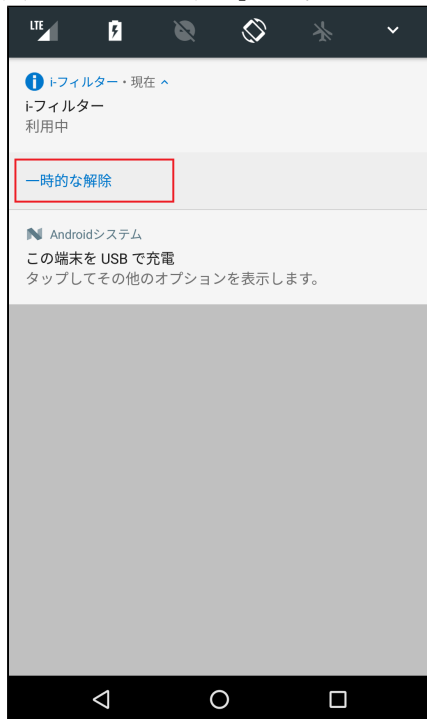 LTE
i-フィルター・現在
i-フィルター
利用中
一時的な解除
Androidシステム
この端末を USB で充電
タップしてその他のオプションを表示します。